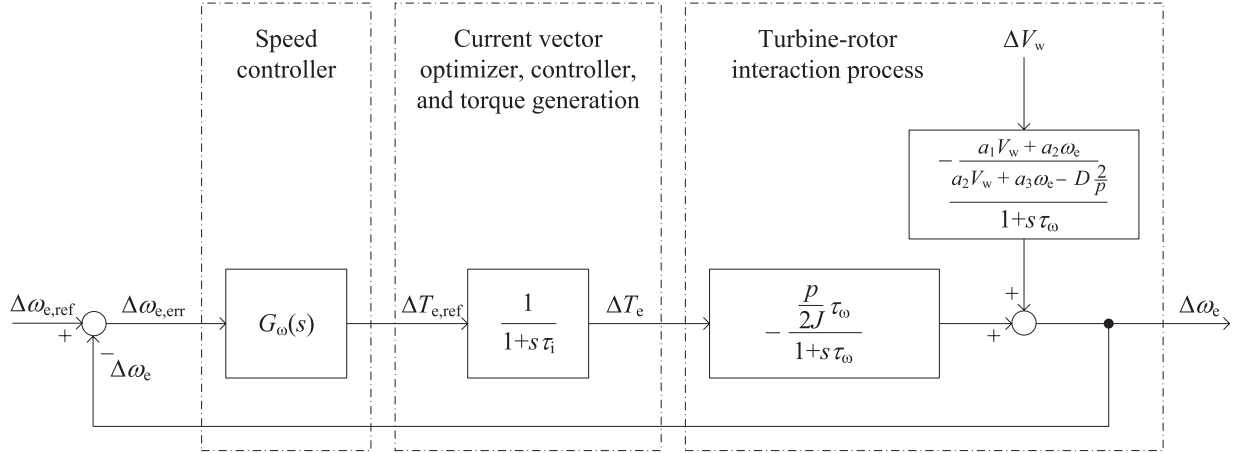 Speed
controller
Current vector
optimizer, controller,
and torque generation
Turbine-rotor
interaction process
ΔV_w
− (a_1V_w + a_2ω_e)
a_2V_w + a_3ω_e − D 2/p
1+sτ_ω
Δω_e,ref
+
−
Δω_e
Δω_e,err
G_ω(s)
ΔT_e,ref
1
1+sτ_i
ΔT_e
− p/2J τ_ω
1+sτ_ω
+
+
Δω_e